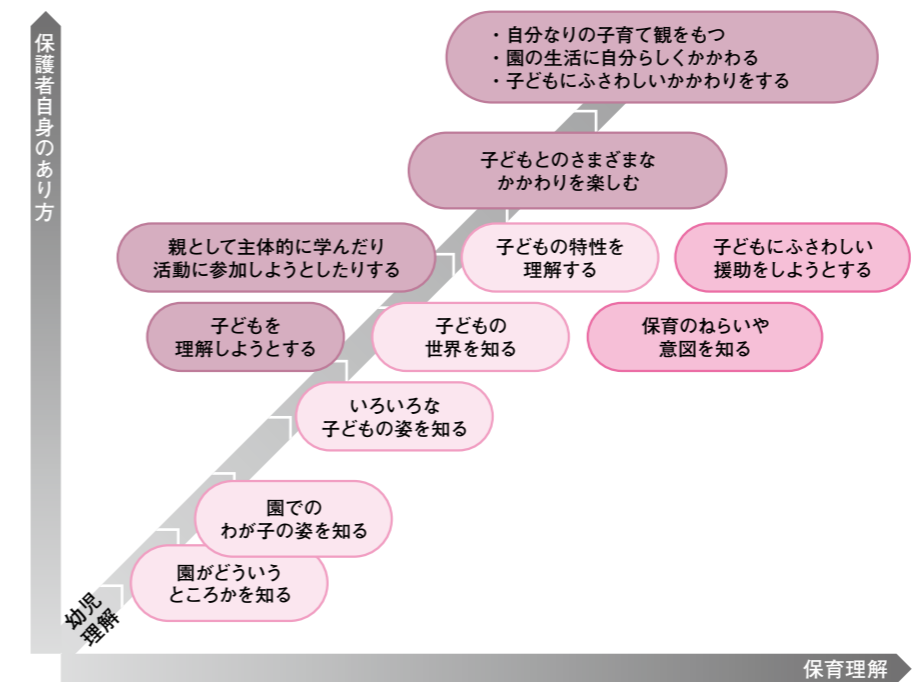 保護者自身のあり方
・自分なりの子育て観をもつ
・園の生活に自分らしくかかわる
・子どもにふさわしいかかわりをする
子どもとのさまざまな
かかわりを楽しむ
親として主体的に学んだり
活動に参加しようとしたりする
子どもの特性を
理解する
子どもにふさわしい
援助をしようとする
子どもを
理解しようとする
子どもの
世界を知る
保育のねらいや
意図を知る
いろいろな
子どもの姿を知る
園での
わが子の姿を知る
園がどういう
ところかを知る
幼児
理解
保育理解